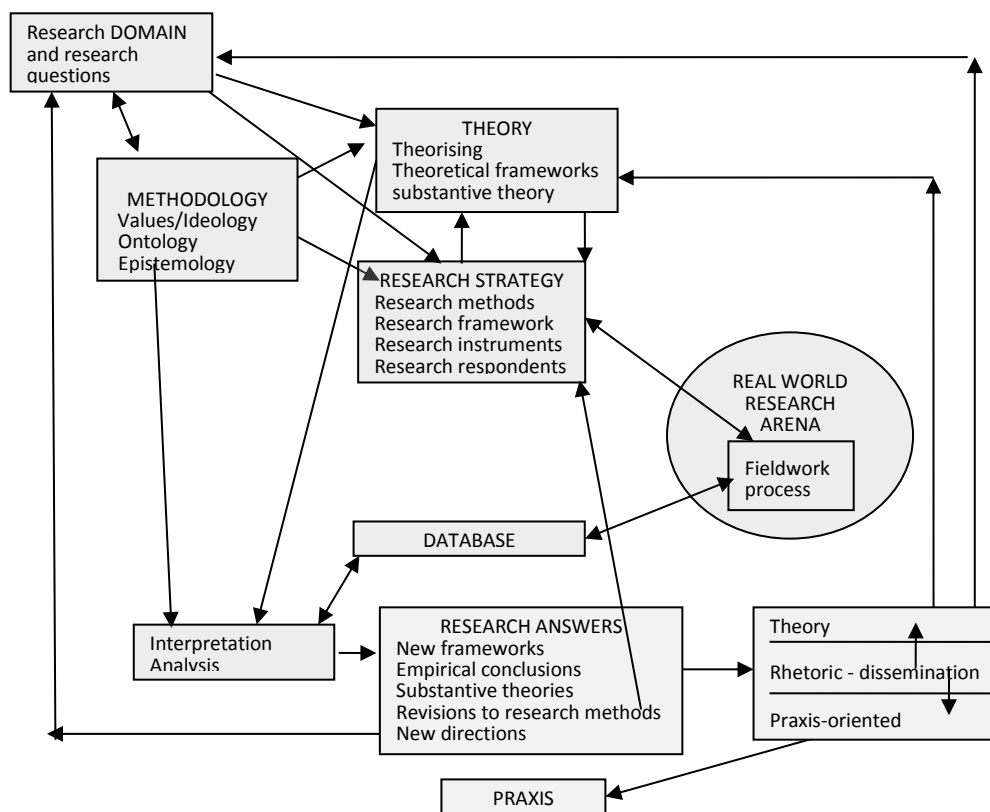 Research DOMAIN
and research
questions
THEORY
Theorising
Theoretical frameworks
substantive theory
METHODOLOGY
Values/Ideology
Ontology
Epistemology
RESEARCH STRATEGY
Research methods
Research framework
Research instruments
Research respondents
REAL WORLD
RESEARCH
ARENA
Fieldwork
process
DATABASE
Interpretation
Analysis
RESEARCH ANSWERS
New frameworks
Empirical conclusions
Substantive theories
Revisions to research methods
New directions
Theory
Rhetoric - dissemination
Praxis-oriented
PRAXIS